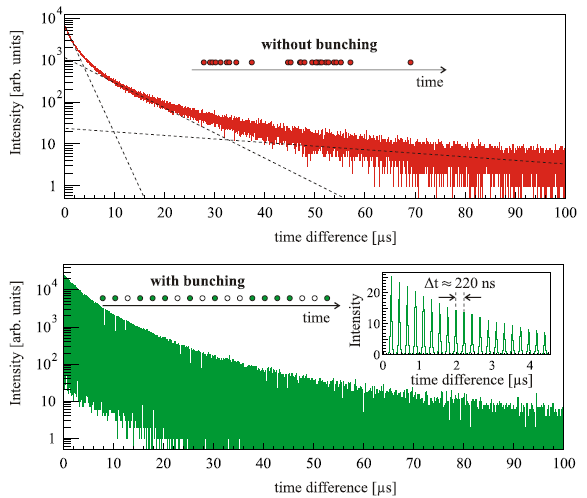 10⁴
10³
10²
10
1
Intensity [arb. units]
without bunching
time
0 10 20 30 40 50 60 70 80 90 100
time difference [µs]
10⁴
10³
10²
10
1
Intensity [arb. units]
with bunching
time
20
10
0
Intensity
Δt ≈ 220 ns
0 1 2 3 4
time difference [µs]
0 10 20 30 40 50 60 70 80 90 100
time difference [µs]